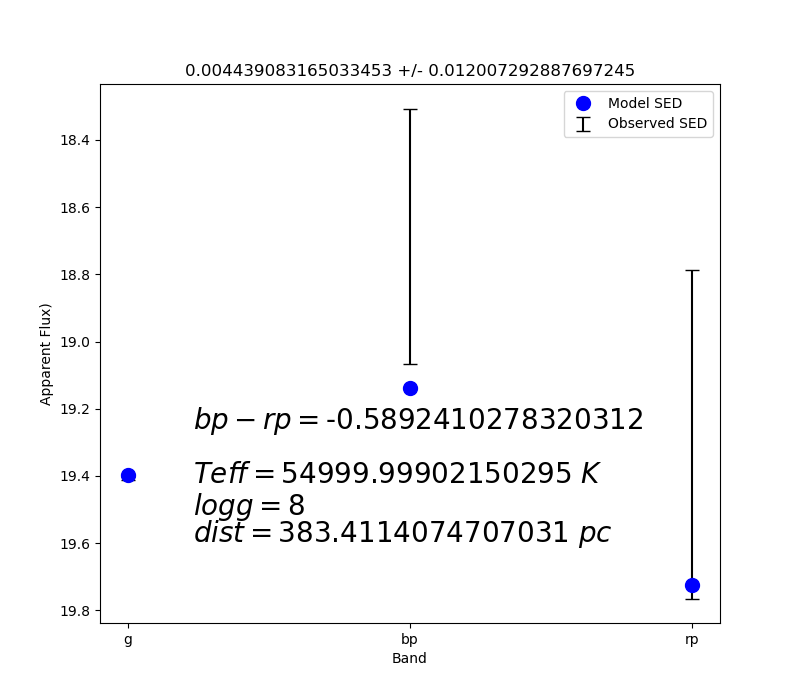 0.0044439083165033453 +/- 0.012007292887697245
Model SED
Observed SED
18.4
18.6
18.8
19.0
19.2
19.4
19.6
19.8
Apparent Flux)
bp − rp = -0.5892410278320312
Teff = 54999.99902150295 K
logg = 8
dist = 383.4114074707031 pc
g
bp
rp
Band